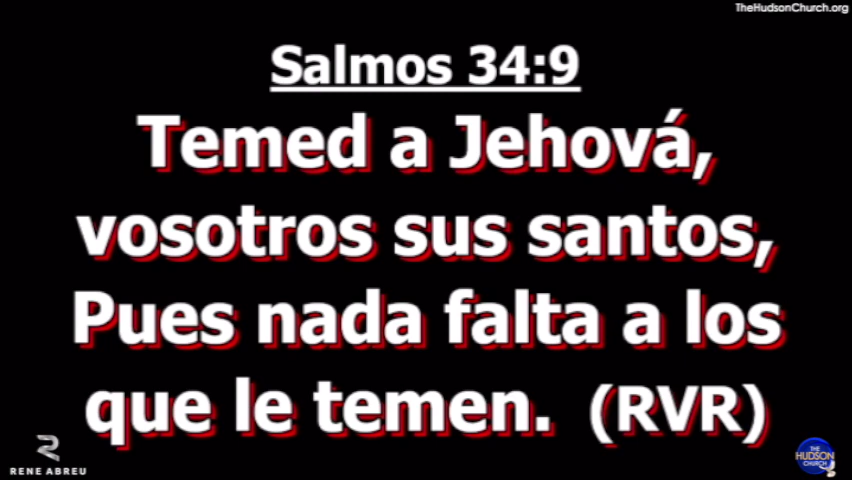 TheHudsonChurch.org
Salmos 34:9
Temed a Jehová,
vosotros sus santos,
Pues nada falta a los
que le temen. (RVR)
RENE ABREU
THE
HUDSON
CHURCH